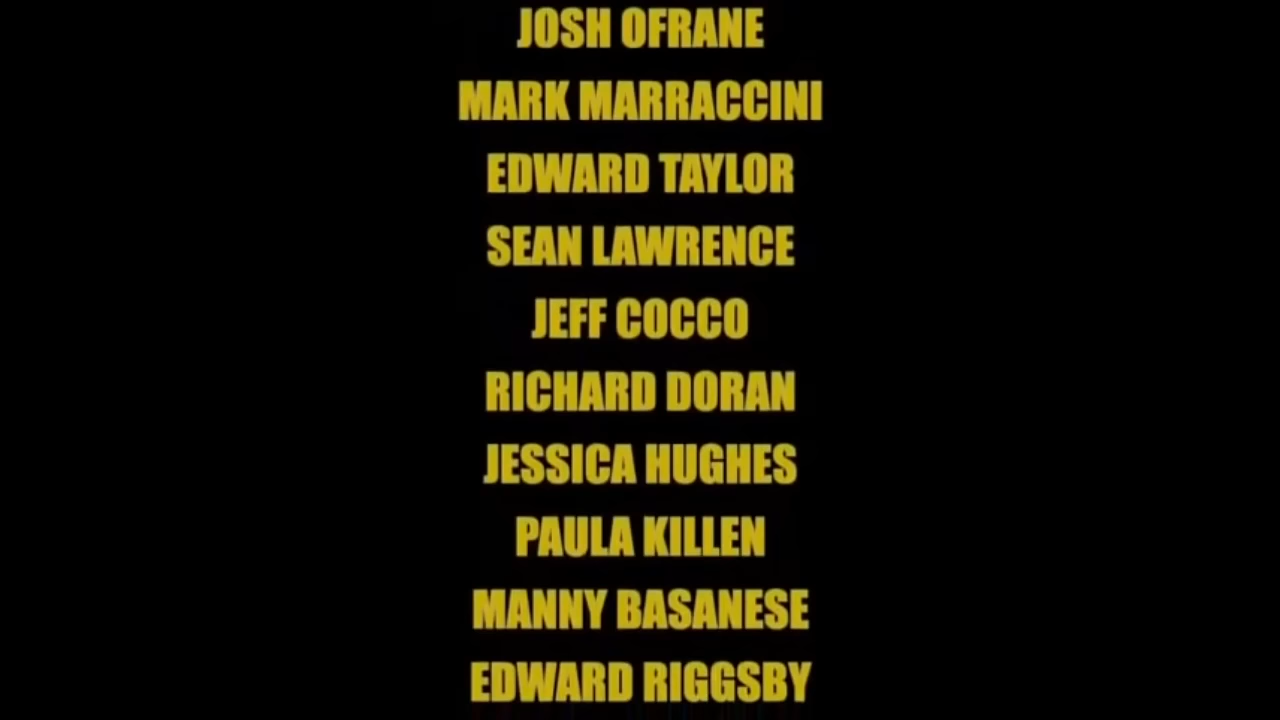 JOSH OFRANE
MARK MARRACCINI
EDWARD TAYLOR
SEAN LAWRENCE
JEFF COCCO
RICHARD DORAN
JESSICA HUGHES
PAULA KILLEN
MANNY BASANESE
EDWARD RIGGSBY